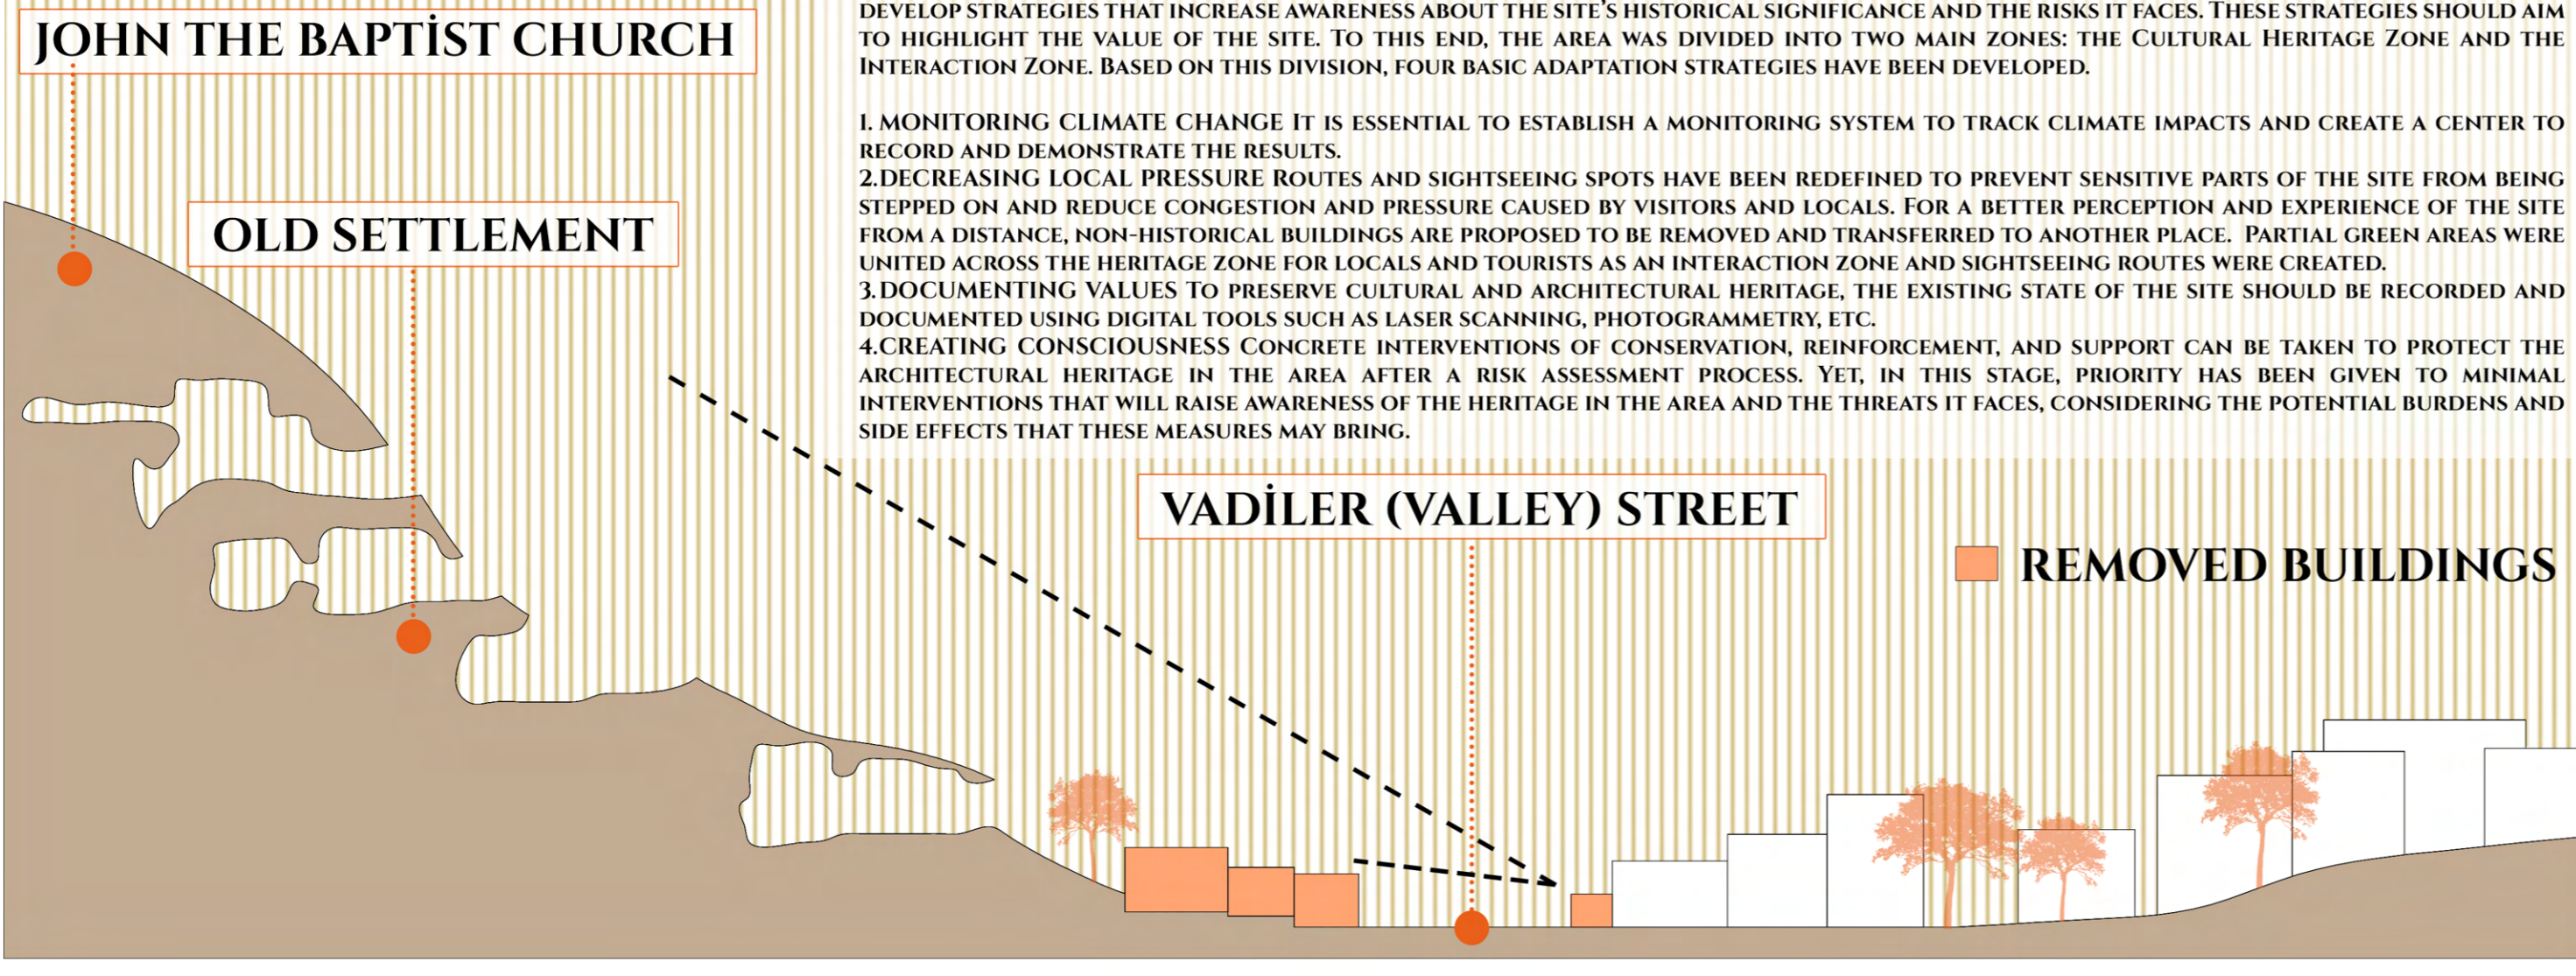 JOHN THE BAPTİST CHURCH
DEVELOP STRATEGIES THAT INCREASE AWARENESS ABOUT THE SITE'S HISTORICAL SIGNIFICANCE AND THE RISKS IT FACES. THESE STRATEGIES SHOULD AIM
TO HIGHLIGHT THE VALUE OF THE SITE. TO THIS END, THE AREA WAS DIVIDED INTO TWO MAIN ZONES: THE CULTURAL HERITAGE ZONE AND THE
INTERACTION ZONE. BASED ON THIS DIVISION, FOUR BASIC ADAPTATION STRATEGIES HAVE BEEN DEVELOPED.
1. MONITORING CLIMATE CHANGE IT IS ESSENTIAL TO ESTABLISH A MONITORING SYSTEM TO TRACK CLIMATE IMPACTS AND CREATE A CENTER TO
RECORD AND DEMONSTRATE THE RESULTS.
2.DECREASING LOCAL PRESSURE ROUTES AND SIGHTSEEING SPOTS HAVE BEEN REDEFINED TO PREVENT SENSITIVE PARTS OF THE SITE FROM BEING
STEPPED ON AND REDUCE CONGESTION AND PRESSURE CAUSED BY VISITORS AND LOCALS. FOR A BETTER PERCEPTION AND EXPERIENCE OF THE SITE
FROM A DISTANCE, NON-HISTORICAL BUILDINGS ARE PROPOSED TO BE REMOVED AND TRANSFERRED TO ANOTHER PLACE. PARTIAL GREEN AREAS WERE
UNITED ACROSS THE HERITAGE ZONE FOR LOCALS AND TOURISTS AS AN INTERACTION ZONE AND SIGHTSEEING ROUTES WERE CREATED.
3.DOCUMENTING VALUES TO PRESERVE CULTURAL AND ARCHITECTURAL HERITAGE, THE EXISTING STATE OF THE SITE SHOULD BE RECORDED AND
DOCUMENTED USING DIGITAL TOOLS SUCH AS LASER SCANNING, PHOTOGRAMMETRY, ETC.
4.CREATING CONSCIOUSNESS CONCRETE INTERVENTIONS OF CONSERVATION, REINFORCEMENT, AND SUPPORT CAN BE TAKEN TO PROTECT THE
ARCHITECTURAL HERITAGE IN THE AREA AFTER A RISK ASSESSMENT PROCESS. YET, IN THIS STAGE, PRIORITY HAS BEEN GIVEN TO MINIMAL
INTERVENTIONS THAT WILL RAISE AWARENESS OF THE HERITAGE IN THE AREA AND THE THREATS IT FACES, CONSIDERING THE POTENTIAL BURDENS AND
SIDE EFFECTS THAT THESE MEASURES MAY BRING.
OLD SETTLEMENT
VADİLER (VALLEY) STREET
REMOVED BUILDINGS